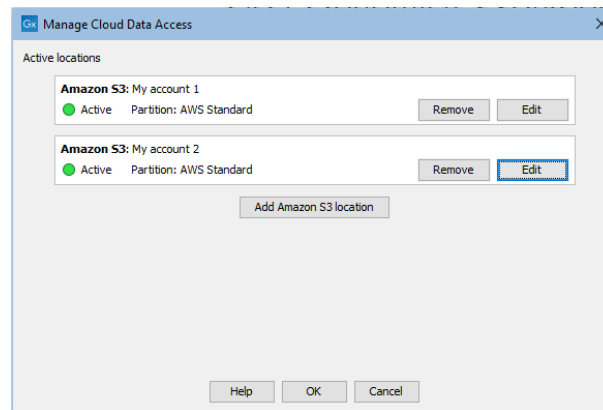 Gx Manage Cloud Data Access
Active locations
Amazon S3: My account 1
Active Partition: AWS Standard Remove Edit
Amazon S3: My account 2
Active Partition: AWS Standard Remove Edit
Add Amazon S3 location
Help OK Cancel